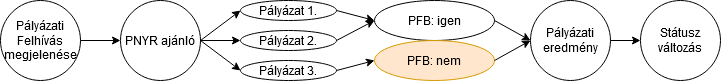 Pályázati
Felhívás
megjelenése
PNYR ajánló
Pályázat 1.
Pályázat 2.
Pályázat 3.
PFB: igen
PFB: nem
Pályázati
eredmény
Státusz
változás